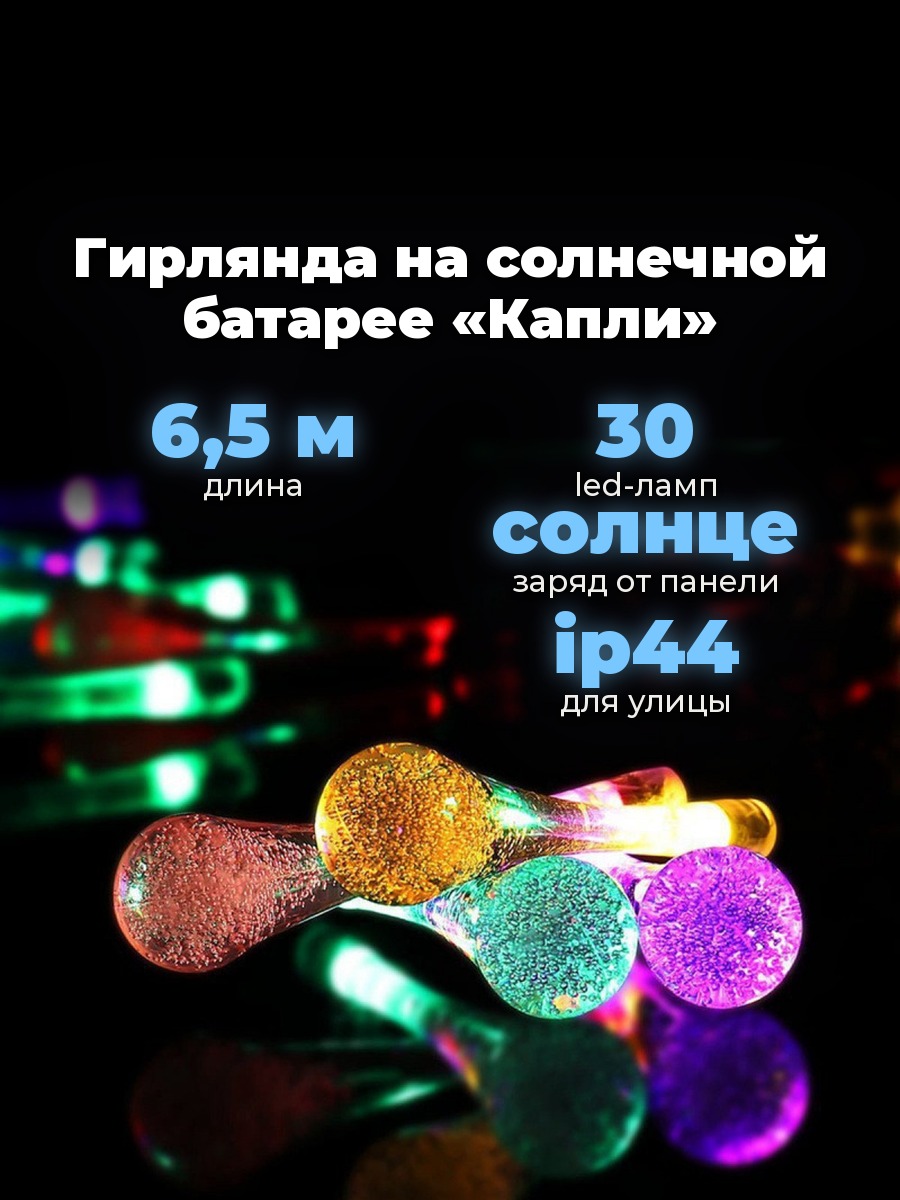 Гирлянда на солнечной
батарее «Капли»
6,5 м
длина
30
led-ламп
солнце
заряд от панели
ip44
для улицы